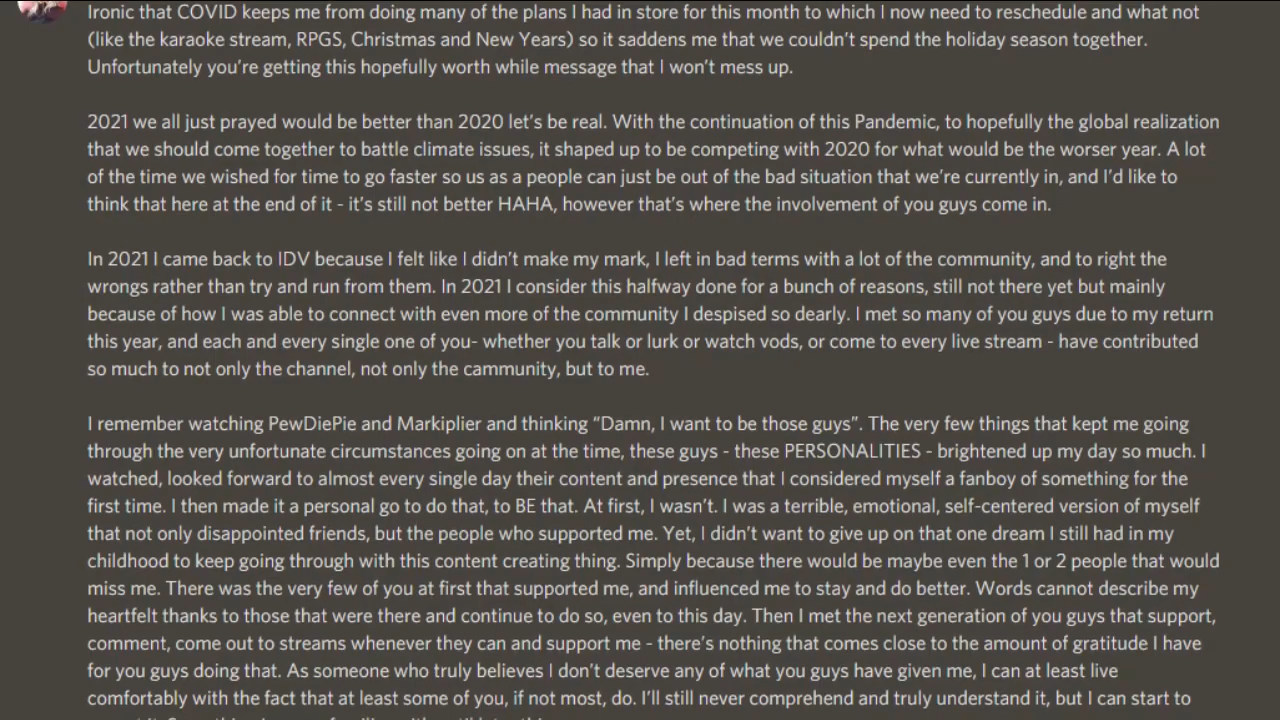 Ironic that COVID keeps me from doing many of the plans I had in store for this month to which I now need to reschedule and what not
(like the karaoke stream, RPGS, Christmas and New Years) so it saddens me that we couldn't spend the holiday season together.
Unfortunately you're getting this hopefully worth while message that I won't mess up.
2021 we all just prayed would be better than 2020 let's be real. With the continuation of this Pandemic, to hopefully the global realization
that we should come together to battle climate issues, it shaped up to be competing with 2020 for what would be the worser year. A lot
of the time we wished for time to go faster so us as a people can just be out of the bad situation that we're currently in, and I'd like to
think that here at the end of it - it's still not better HAHA, however that's where the involvement of you guys come in.
In 2021 I came back to IDV because I felt like I didn't make my mark, I left in bad terms with a lot of the community, and to right the
wrongs rather than try and run from them. In 2021 I consider this halfway done for a bunch of reasons, still not there yet but mainly
because of how I was able to connect with even more of the community I despised so dearly. I met so many of you guys due to my return
this year, and each and every single one of you- whether you talk or lurk or watch vods, or come to every live stream - have contributed
so much to not only the channel, not only the cammunity, but to me.
I remember watching PewDiePie and Markiplier and thinking “Damn, I want to be those guys”. The very few things that kept me going
through the very unfortunate circumstances going on at the time, these guys - these PERSONALITIES - brightened up my day so much. I
watched, looked forward to almost every single day their content and presence that I considered myself a fanboy of something for the
first time. I then made it a personal go to do that, to BE that. At first, I wasn't. I was a terrible, emotional, self-centered version of myself
that not only disappointed friends, but the people who supported me. Yet, I didn't want to give up on that one dream I still had in my
childhood to keep going through with this content creating thing. Simply because there would be maybe even the 1 or 2 people that would
miss me. There was the very few of you at first that supported me, and influenced me to stay and do better. Words cannot describe my
heartfelt thanks to those that were there and continue to do so, even to this day. Then I met the next generation of you guys that support,
comment, come out to streams whenever they can and support me - there's nothing that comes close to the amount of gratitude I have
for you guys doing that. As someone who truly believes I don't deserve any of what you guys have given me, I can at least live
comfortably with the fact that at least some of you, if not most, do. I'll still never comprehend and truly understand it, but I can start to